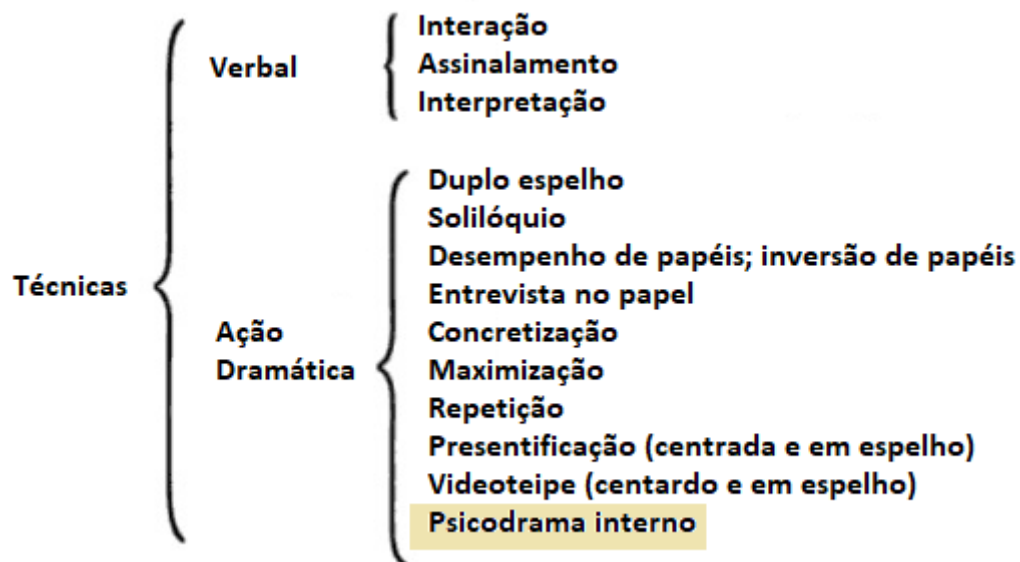 Técnicas
Verbal
Interação
Assinalamento
Interpretação
Ação
Dramática
Duplo espelho
Solilóquio
Desempenho de papéis; inversão de papéis
Entrevista no papel
Concretização
Maximização
Repetição
Presentificação (centrada e em espelho)
Videoteipe (centardo e em espelho)
Psicodrama interno